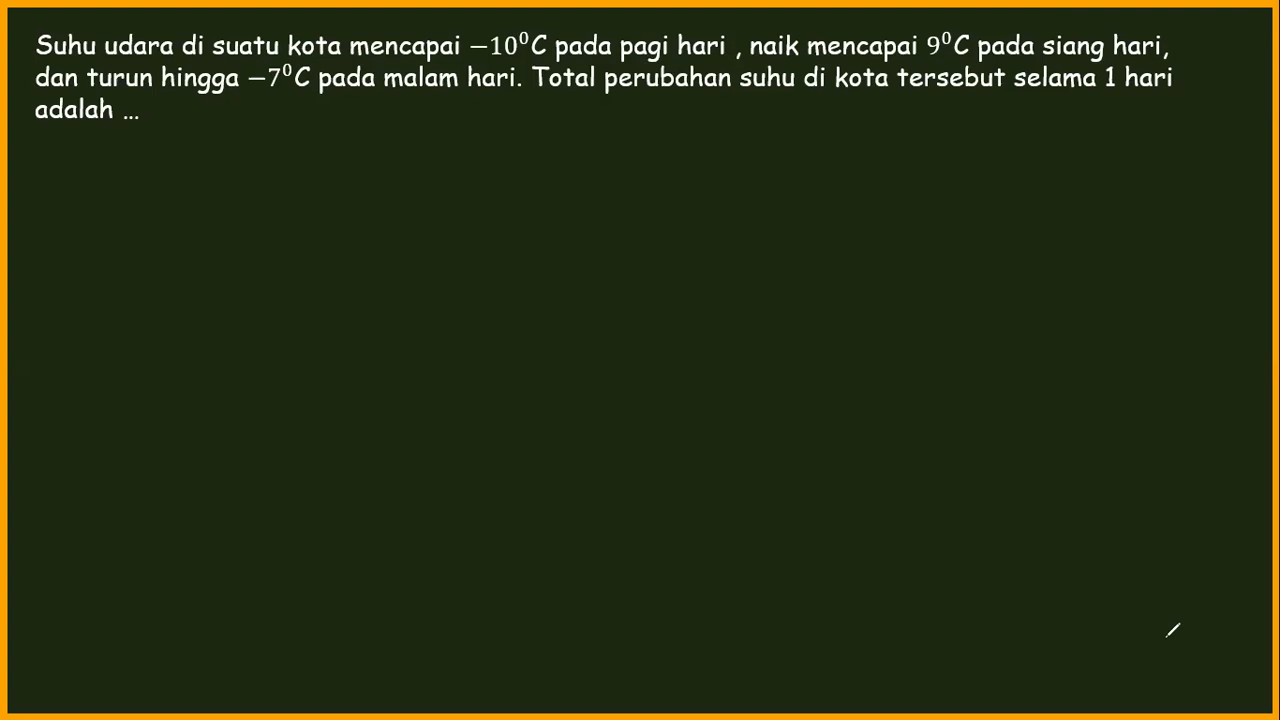 Suhu udara di suatu kota mencapai −10⁰C pada pagi hari , naik mencapai 9⁰C pada siang hari,
dan turun hingga −7⁰C pada malam hari. Total perubahan suhu di kota tersebut selama 1 hari
adalah ...